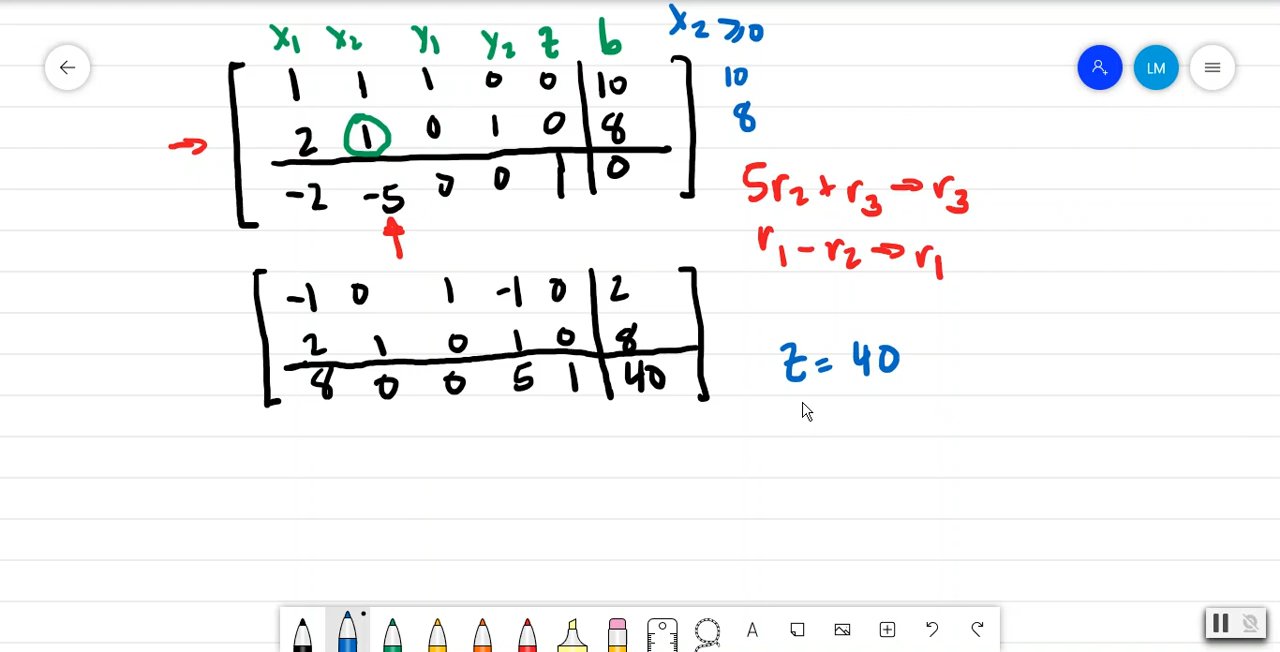 x₁ x₂ y₁ y₂ z b x₂ ≥ 0
1 1 1 0 0 10 10
2 1 0 1 0 8 8
-2 -5 0 0 1 0
5r₂ + r₃ → r₃
r₁ - r₂ → r₁
-1 0 1 -1 0 2
2 1 0 1 0 8
8 0 0 5 1 40
z = 40
LM
A